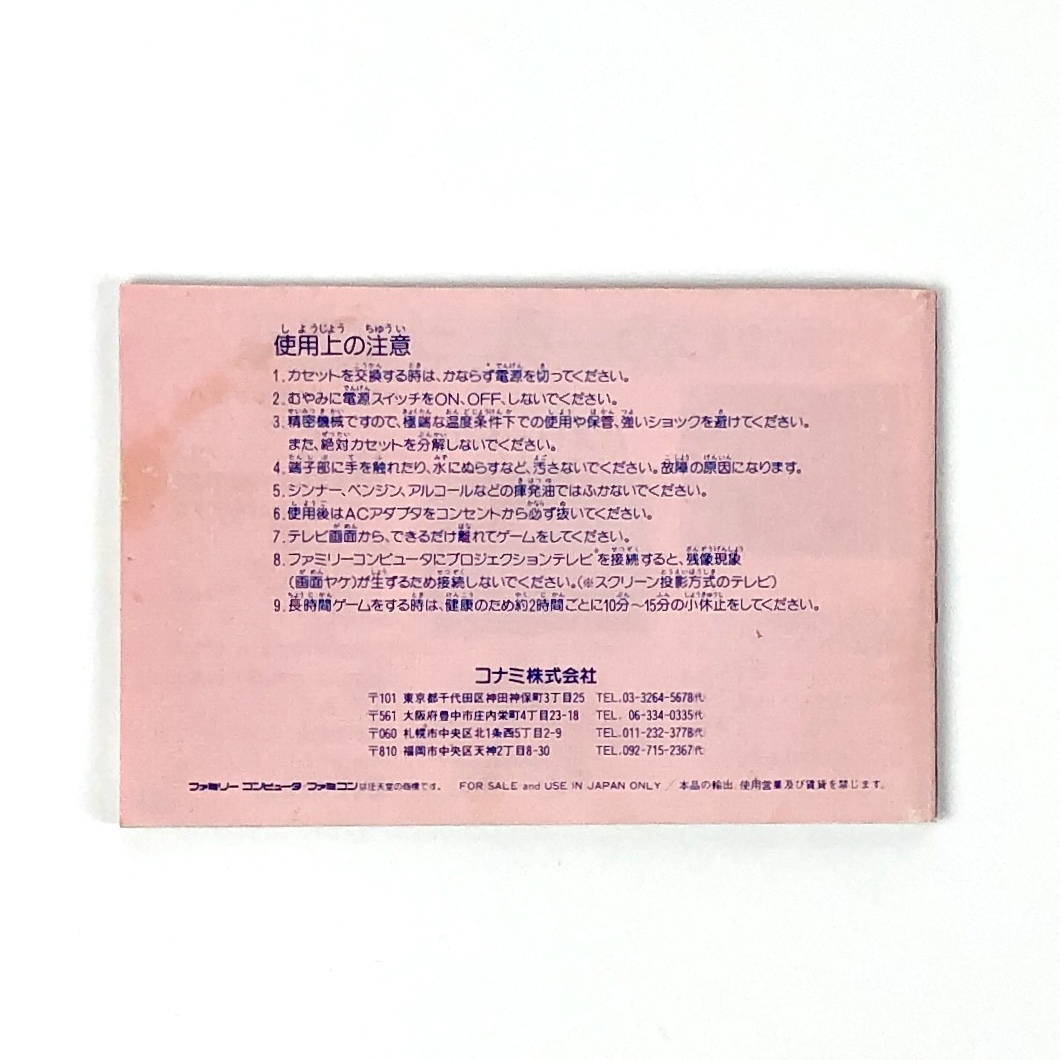 使用上の注意
1.カセットを交換する時は、かならず電源を切ってください。
2.むやみに電源スイッチをON、OFF、しないでください。
3.精密機械ですので、極端な温度条件下での使用や保管、強いショックを避けてください。
また、絶対カセットを分解しないでください。
4.端子部に手を触れたり、水にぬらすなど、汚さないでください。故障の原因になります。
5.シンナー、ベンジン、アルコールなどの揮発油ではふかないでください。
6.使用後はACアダプタをコンセントから必ず抜いてください。
7.テレビ画面から、できるだけ離れてゲームをしてください。
8.ファミリーコンピュータにプロジェクションテレビ※を接続すると、残像現象
(画面ヤケ)が生ずるため接続しないでください。(※スクリーン投影方式のテレビ)
9.長時間ゲームをする時は、健康のため約2時間ごとに10分～15分の小休止をしてください。
コナミ株式会社
〒101 東京都千代田区神田神保町3丁目25 TEL.03-3264-5678㈹
〒561 大阪府豊中市庄内栄町4丁目23-18 TEL. 06-334-0335㈹
〒060 札幌市中央区北1条西5丁目2-9 TEL.011-232-3778㈹
〒810 福岡市中央区天神2丁目8-30 TEL.092-715-2367㈹
ファミリーコンピュータ・ファミコンは任天堂の商標です。 FOR SALE and USE IN JAPAN ONLY / 本品の輸出、使用営業及び賃貸を禁じます。